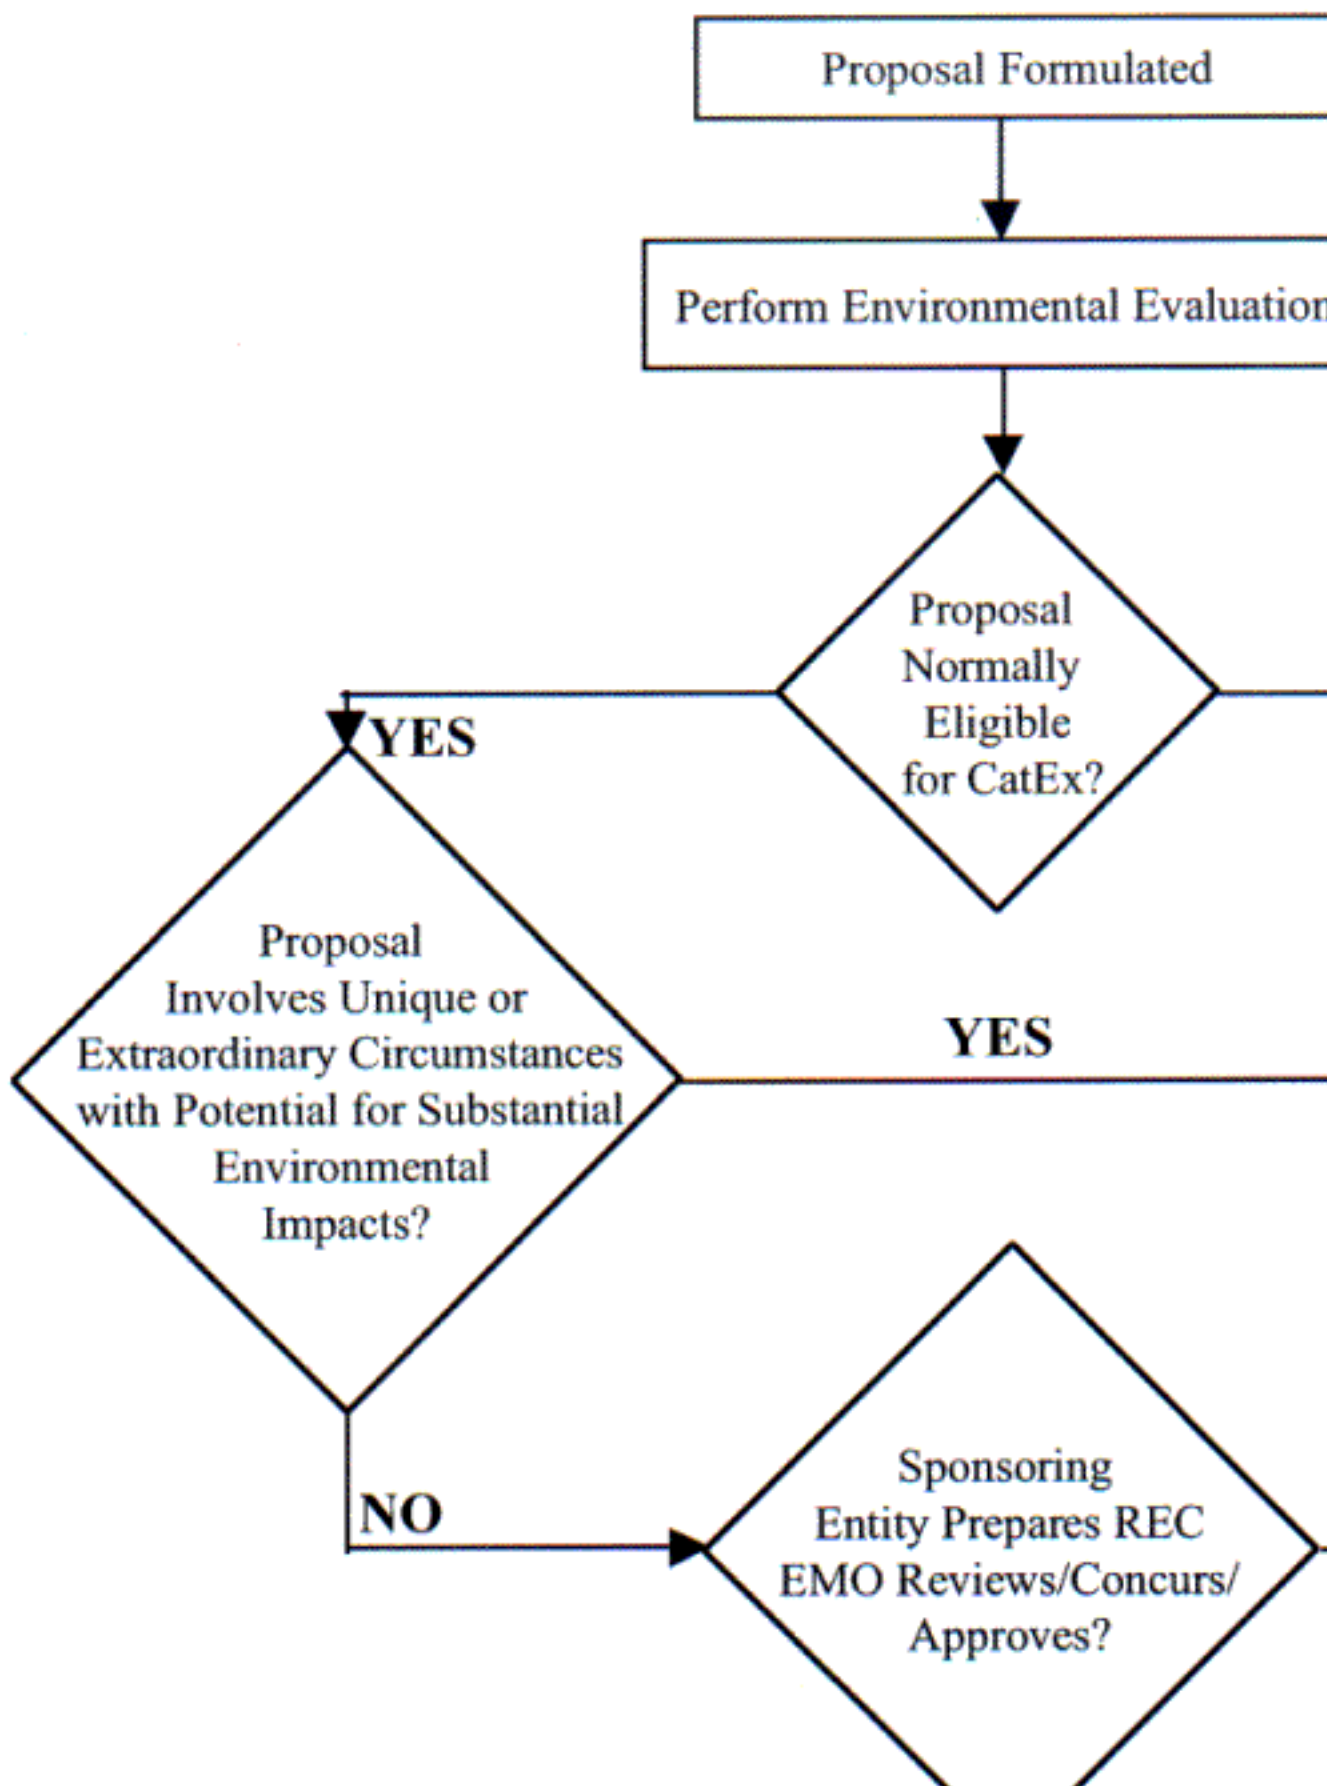 Proposal Formulated
Perform Environmental Evaluation
Proposal
Normally
Eligible
for CatEx?
YES
Proposal
Involves Unique or
Extraordinary Circumstances
with Potential for Substantial
Environmental
Impacts?
YES
NO
Sponsoring
Entity Prepares REC
EMO Reviews/Concurs/
Approves?